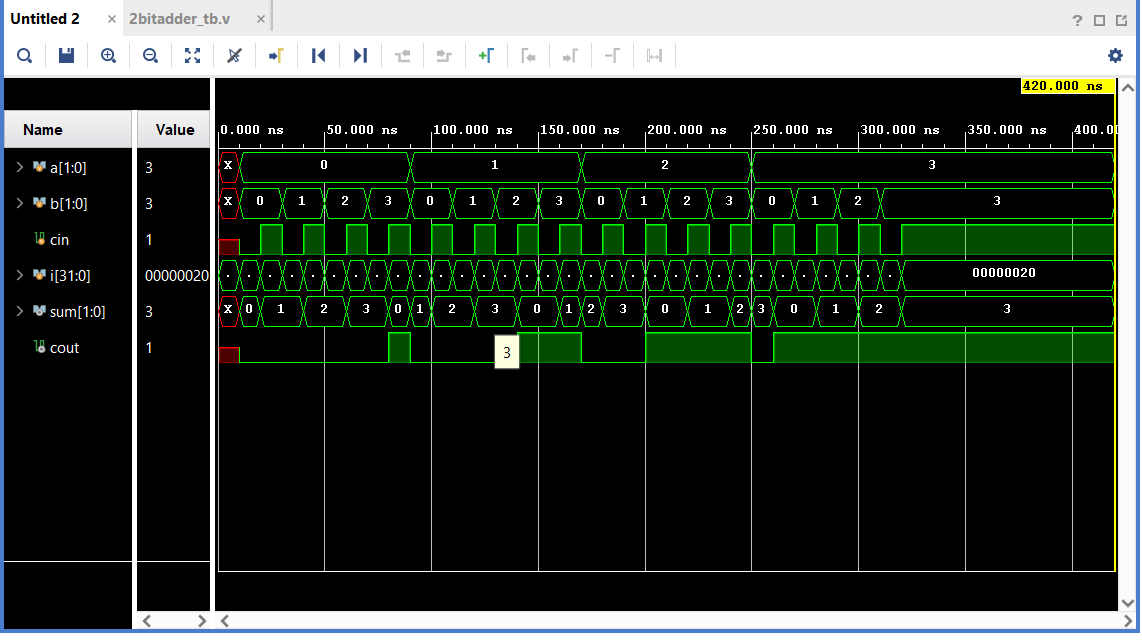 Untitled 2 × 2bitadder_tb.v ×
?
420.000 ns
Name Value 0.000 ns 50.000 ns 100.000 ns 150.000 ns 200.000 ns 250.000 ns 300.000 ns 350.000 ns 400.0
a[1:0] 3 X 0 1 2 3
b[1:0] 3 X 0 1 2 3 0 1 2 3 0 1 2 3 0 1 2 3
cin 1
i[31:0] 00000020 . . . . . . . . . . . . . . . . . . . . . . . . . . . . . . . . 00000020
sum[1:0] 3 X 0 1 2 3 0 1 2 3 0 1 2 3 0 1 2 3 0 1 2 3
cout 1
3